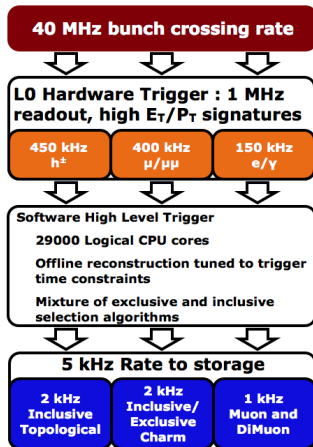 40 MHz bunch crossing rate
L0 Hardware Trigger : 1 MHz
readout, high E_T/P_T signatures
450 kHz
h±
400 kHz
μ/μμ
150 kHz
e/γ
Software High Level Trigger
29000 Logical CPU cores
Offline reconstruction tuned to trigger
time constraints
Mixture of exclusive and inclusive
selection algorithms
5 kHz Rate to storage
2 kHz
Inclusive
Topological
2 kHz
Inclusive/
Exclusive
Charm
1 kHz
Muon and
DiMuon